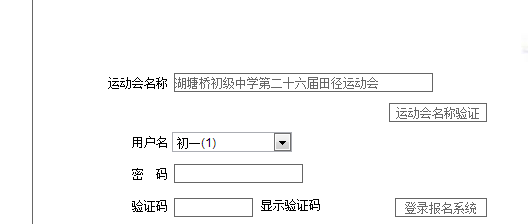 运动会名称 湖塘桥初级中学第二十六届田径运动会
运动会名称验证
用户名 初一(1)
密 码
验证码 显示验证码 登录报名系统